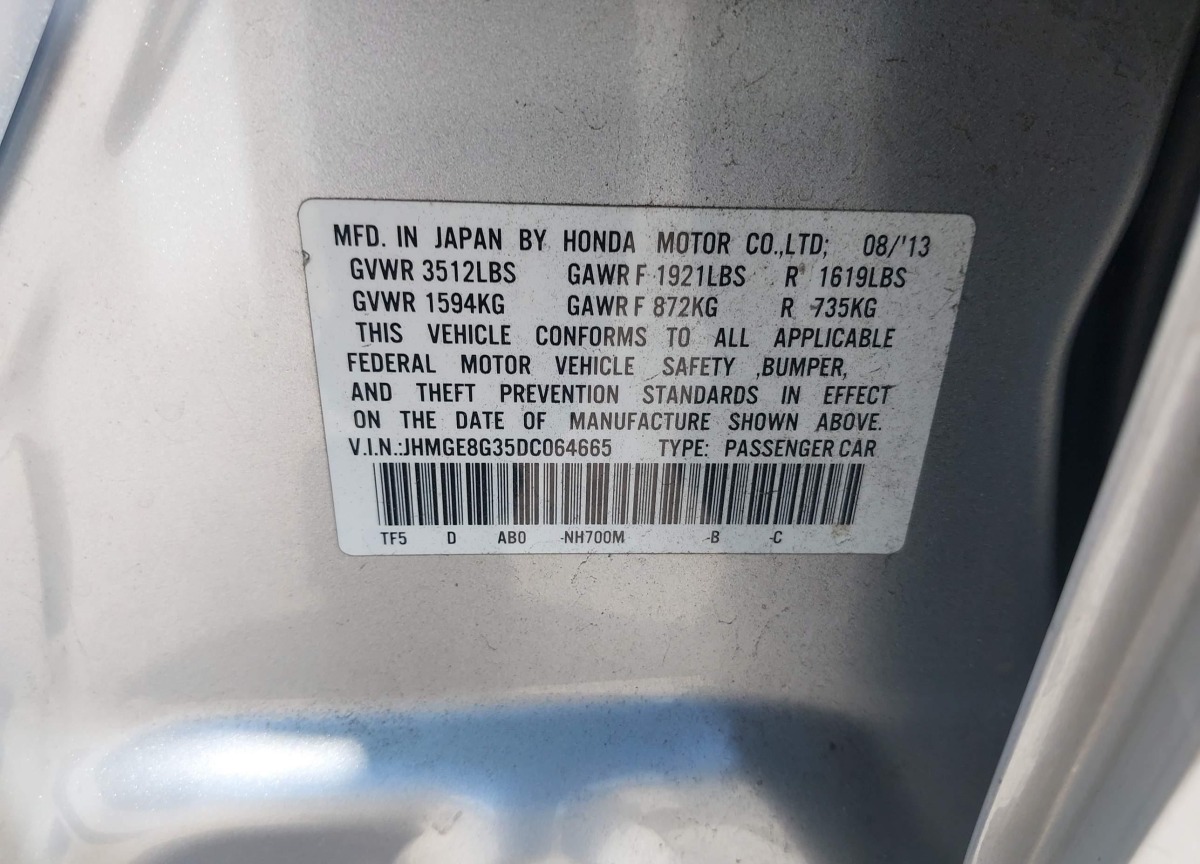 MFD. IN JAPAN BY HONDA MOTOR CO.,LTD; 08/'13
GVWR 3512LBS GAWR F 1921LBS R 1619LBS
GVWR 1594KG GAWR F 872KG R 735KG
THIS VEHICLE CONFORMS TO ALL APPLICABLE
FEDERAL MOTOR VEHICLE SAFETY ,BUMPER,
AND THEFT PREVENTION STANDARDS IN EFFECT
ON THE DATE OF MANUFACTURE SHOWN ABOVE.
V.I.N.:JHMGE8G35DC064665 TYPE: PASSENGER CAR
TF5 D AB0 -NH700M -B -C